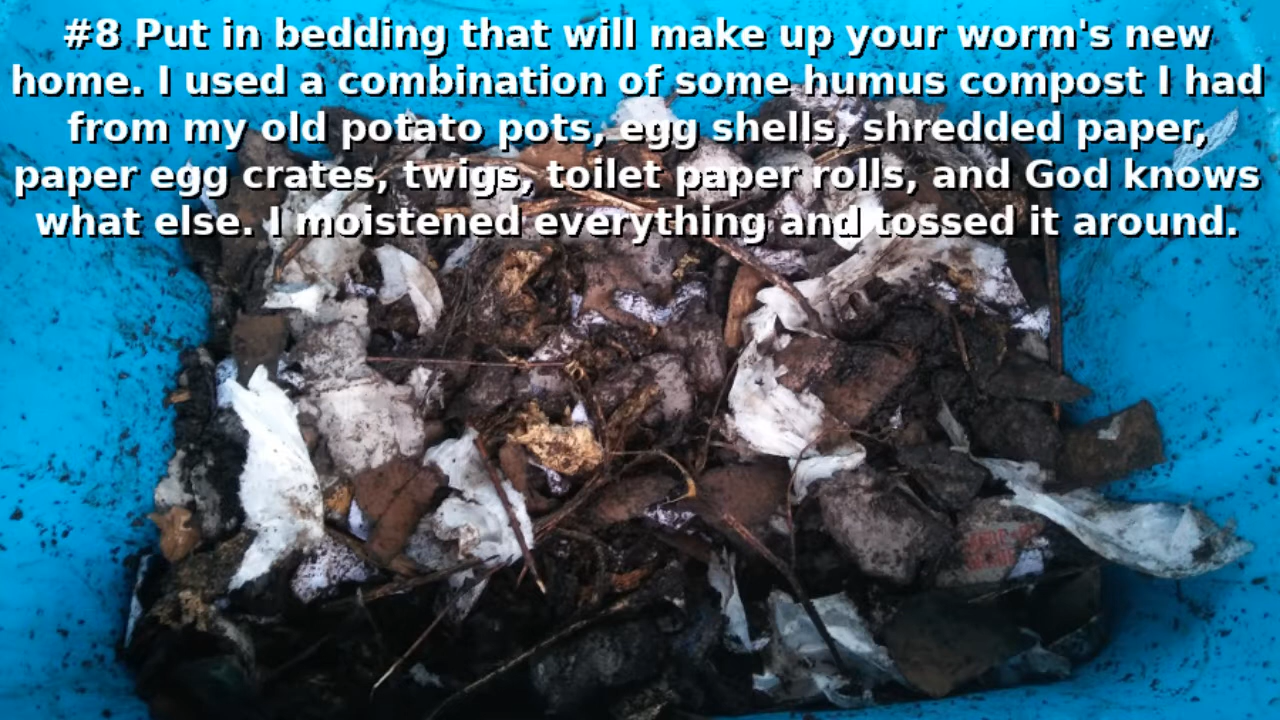 #8 Put in bedding that will make up your worm's new
home. I used a combination of some humus compost I had
from my old potato pots, egg shells, shredded paper,
paper egg crates, twigs, toilet paper rolls, and God knows
what else. I moistened everything and tossed it around.